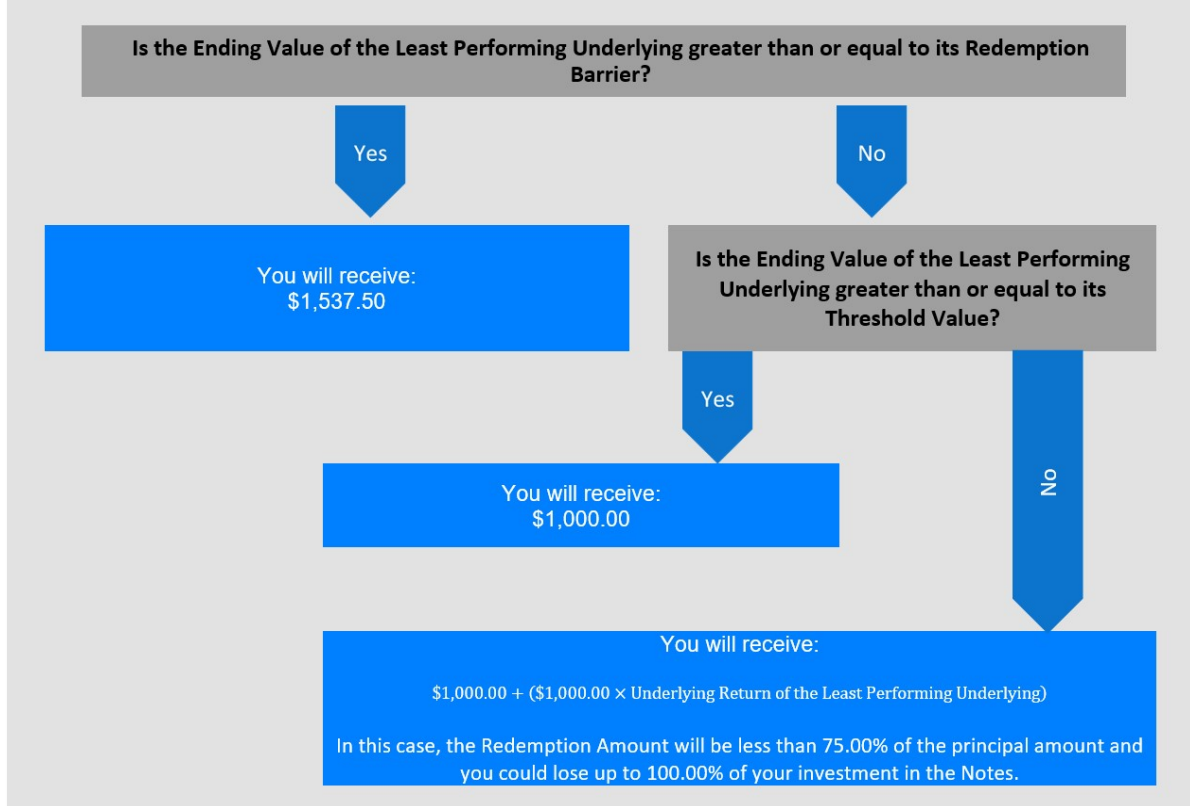 Is the Ending Value of the Least Performing Underlying greater than or equal to its Redemption
Barrier?
Yes
No
You will receive:
$1,537.50
Is the Ending Value of the Least Performing
Underlying greater than or equal to its
Threshold Value?
Yes
No
You will receive:
$1,000.00
You will receive:
$1,000.00 + ($1,000.00 × Underlying Return of the Least Performing Underlying)
In this case, the Redemption Amount will be less than 75.00% of the principal amount and
you could lose up to 100.00% of your investment in the Notes.